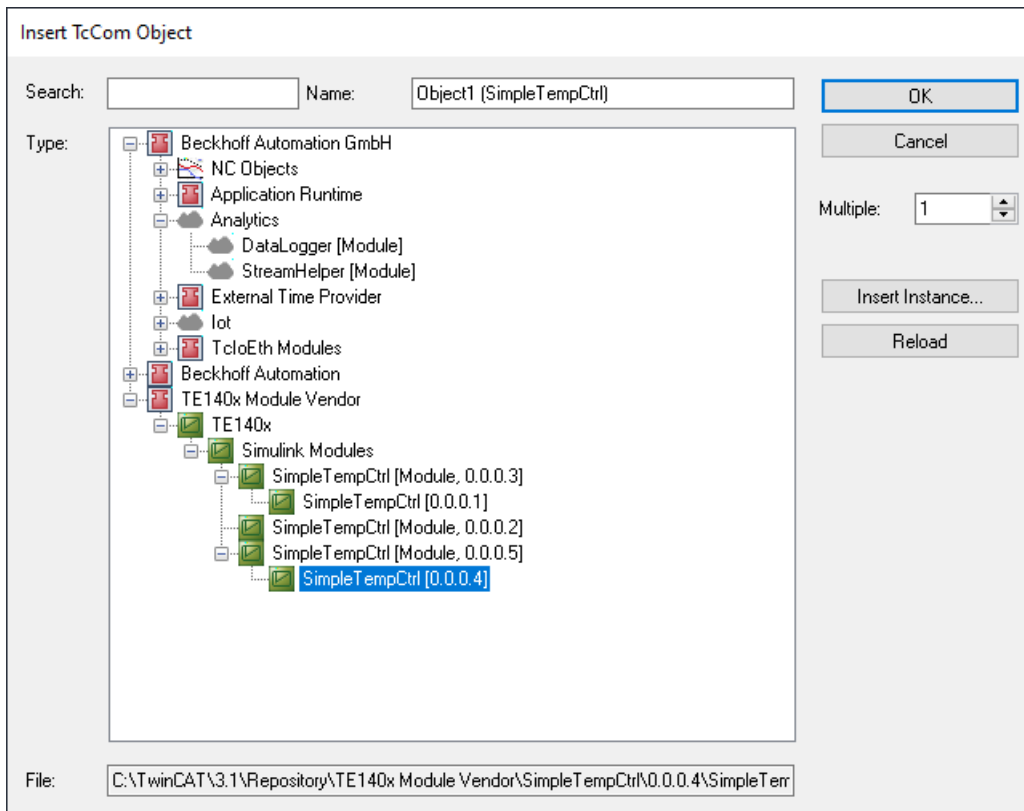 Insert TcCom Object
Search:
Name:
Object1 (SimpleTempCtrl)
OK
Type:
Beckhoff Automation GmbH
Cancel
NC Objects
Application Runtime
Multiple:
1
Analytics
DataLogger [Module]
StreamHelper [Module]
External Time Provider
Insert Instance...
Iot
TcIoEth Modules
Reload
Beckhoff Automation
TE140x Module Vendor
TE140x
Simulink Modules
SimpleTempCtrl [Module, 0.0.0.3]
SimpleTempCtrl [0.0.0.1]
SimpleTempCtrl [Module, 0.0.0.2]
SimpleTempCtrl [Module, 0.0.0.5]
SimpleTempCtrl [0.0.0.4]
File:
C:\TwinCAT\3.1\Repository\TE140x Module Vendor\SimpleTempCtrl\0.0.0.4\SimpleTem